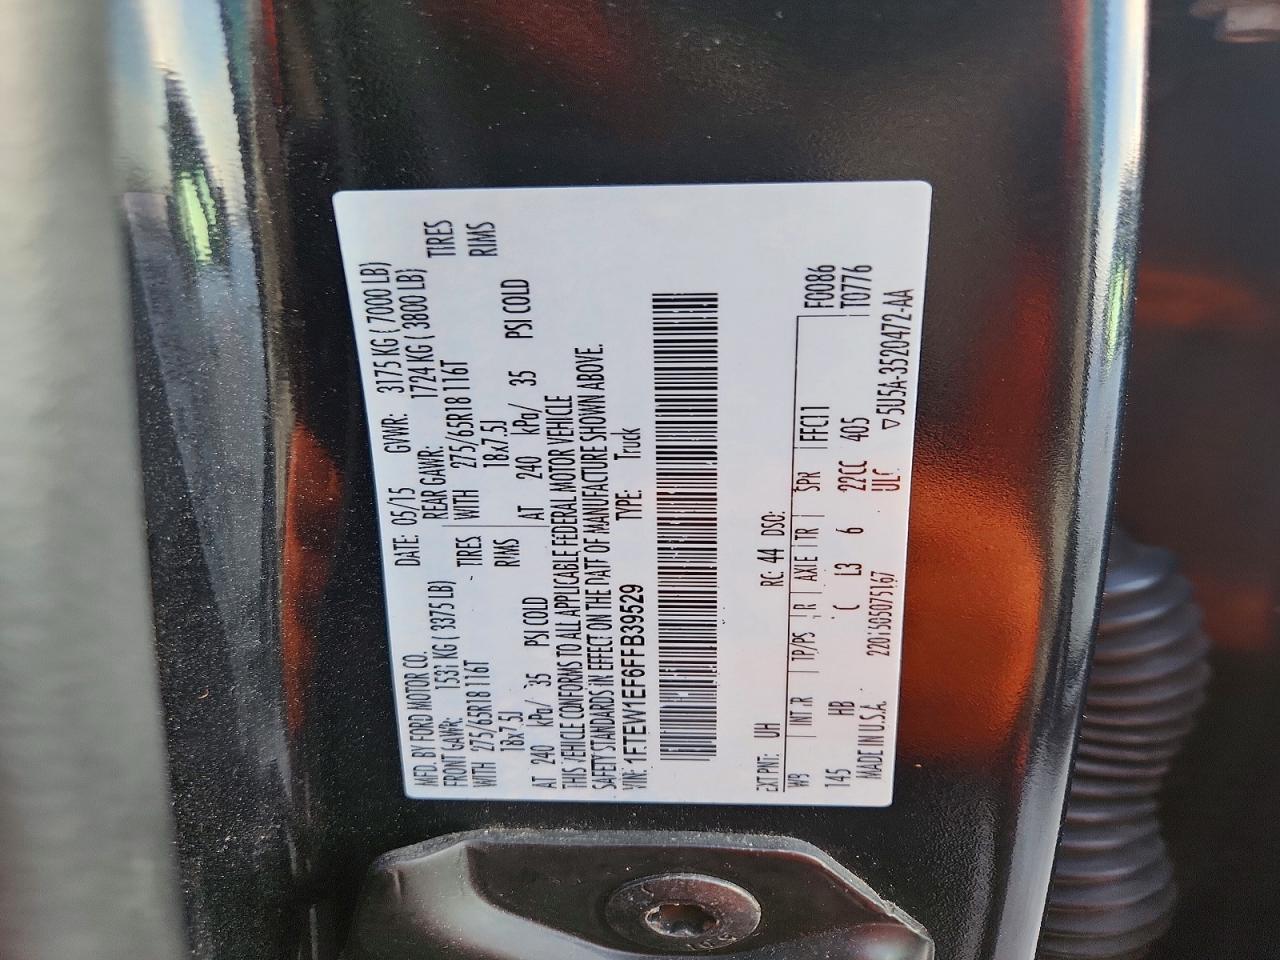 MFD. BY FORD MOTOR CO. DATE: 05/15 GVWR: 3175 KG ( 7000 LB)
FRONT GAWR: 1531 KG ( 3375 LB) REAR GAWR: 1724 KG ( 3800 LB)
WITH 275/65R18 116T TIRES WITH 275/65R18 116T TIRES
18x7.5J RIMS 18x7.5J RIMS
AT 240 kPa/ 35 PSI COLD AT 240 kPa/ 35 PSI COLD
THIS VEHICLE CONFORMS TO ALL APPLICABLE FEDERAL MOTOR VEHICLE
SAFETY STANDARDS IN EFFECT ON THE DATE OF MANUFACTURE SHOWN ABOVE.
VIN: 1FTEW1EF6FFB39529 TYPE: Truck
EXT PNT: UH RC: 44 DSO:
WB INT TR TP/PS R AXLE TR SPR FFC11 F0086
145 HB C L3 6 22CC 405 T0776
MADE IN U.S.A. 2201505075167 ULC ▽5U5A-3520472-AA